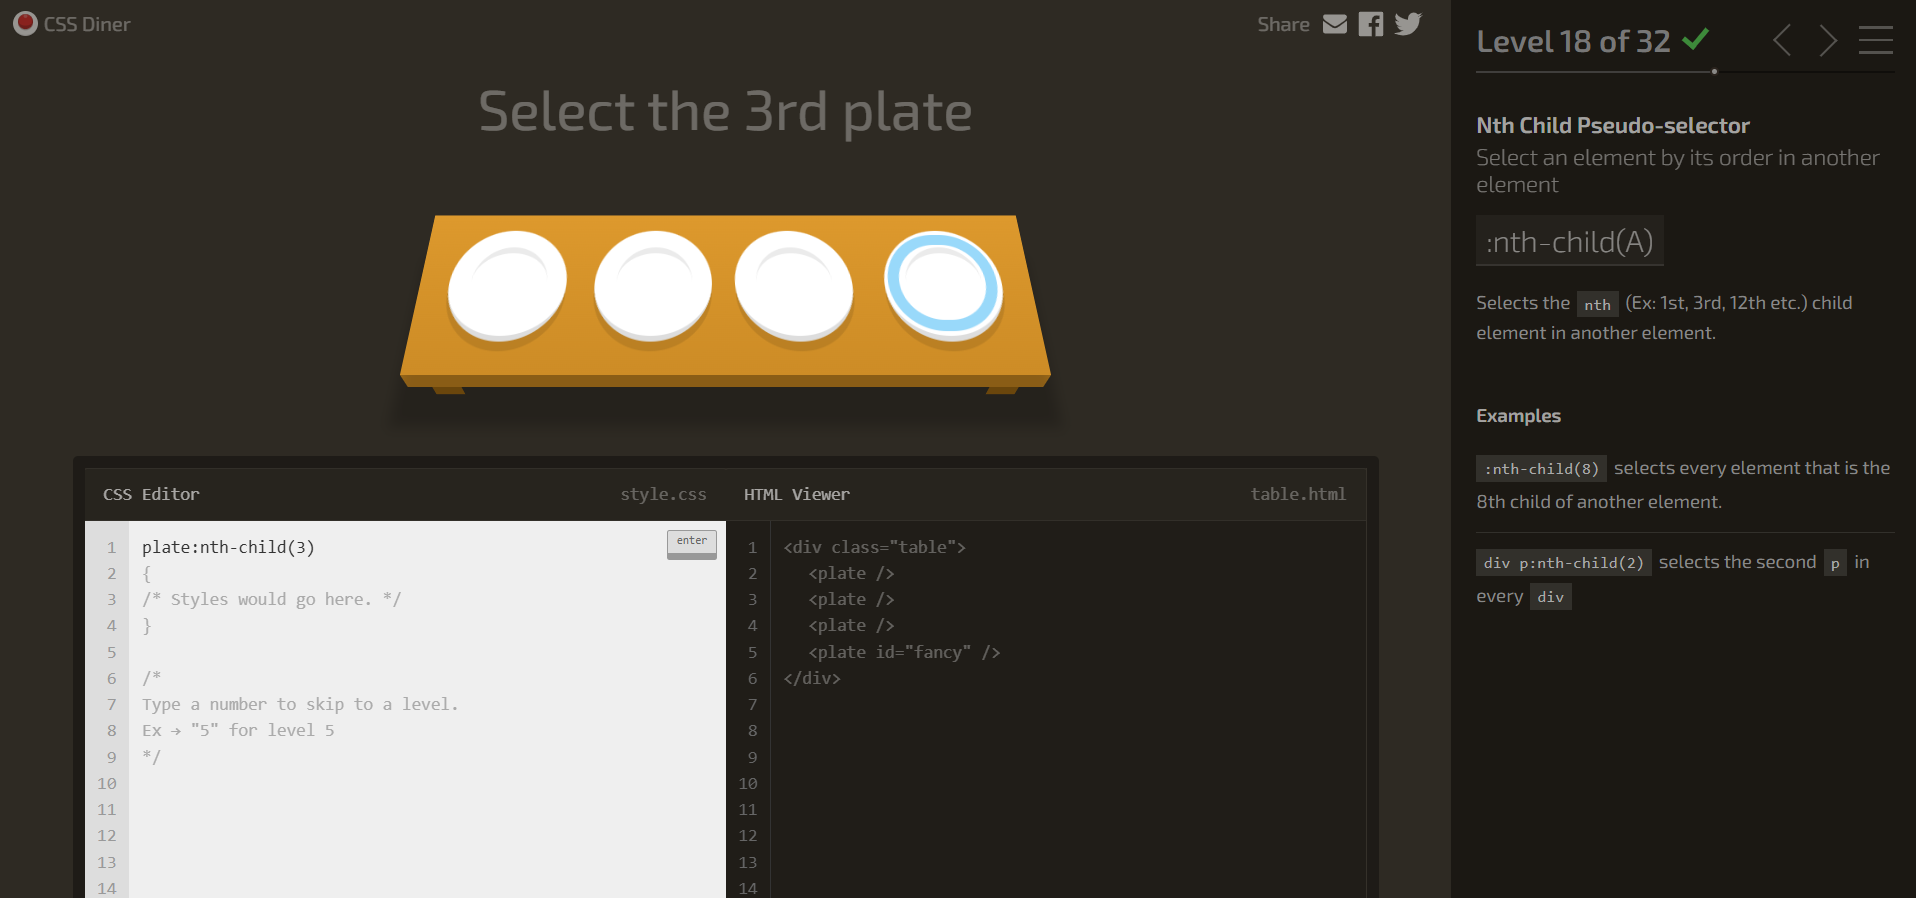 CSS Diner
Share
Select the 3rd plate
CSS Editor
style.css
1 plate:nth-child(3)
enter
2 {
3 /* Styles would go here. */
4 }
5
6 /*
7 Type a number to skip to a level.
8 Ex → "5" for level 5
9 */
10
11
12
13
14
HTML Viewer
table.html
1 <div class="table">
2 <plate />
3 <plate />
4 <plate />
5 <plate id="fancy" />
6 </div>
7
8
9
10
11
12
13
14
Level 18 of 32
Nth Child Pseudo-selector
Select an element by its order in another
element
:nth-child(A)
Selects the nth (Ex: 1st, 3rd, 12th etc.) child
element in another element.
Examples
:nth-child(8) selects every element that is the
8th child of another element.
div p:nth-child(2) selects the second p in
every div